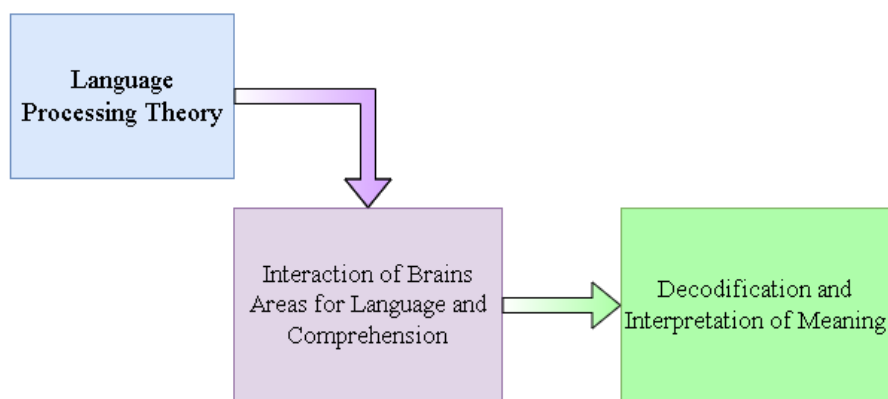 Language
Processing Theory
Interaction of Brains
Areas for Language and
Comprehension
Decodification and
Interpretation of Meaning